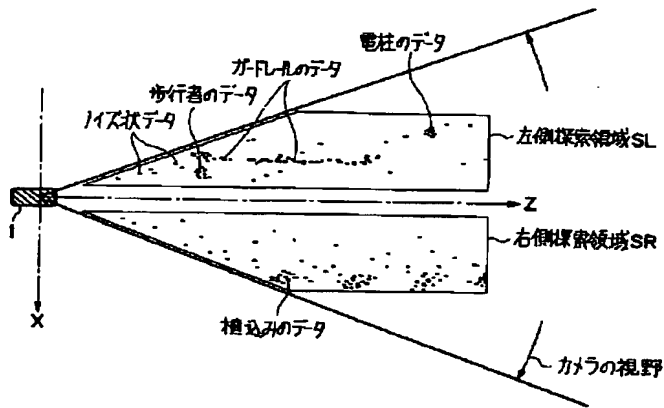 電柱のデータ
ガードレールのデータ
歩行者のデータ
ノイズ状データ
左側探索領域SL
Z
1
右側探索領域SR
X
植込みのデータ
カメラの視野